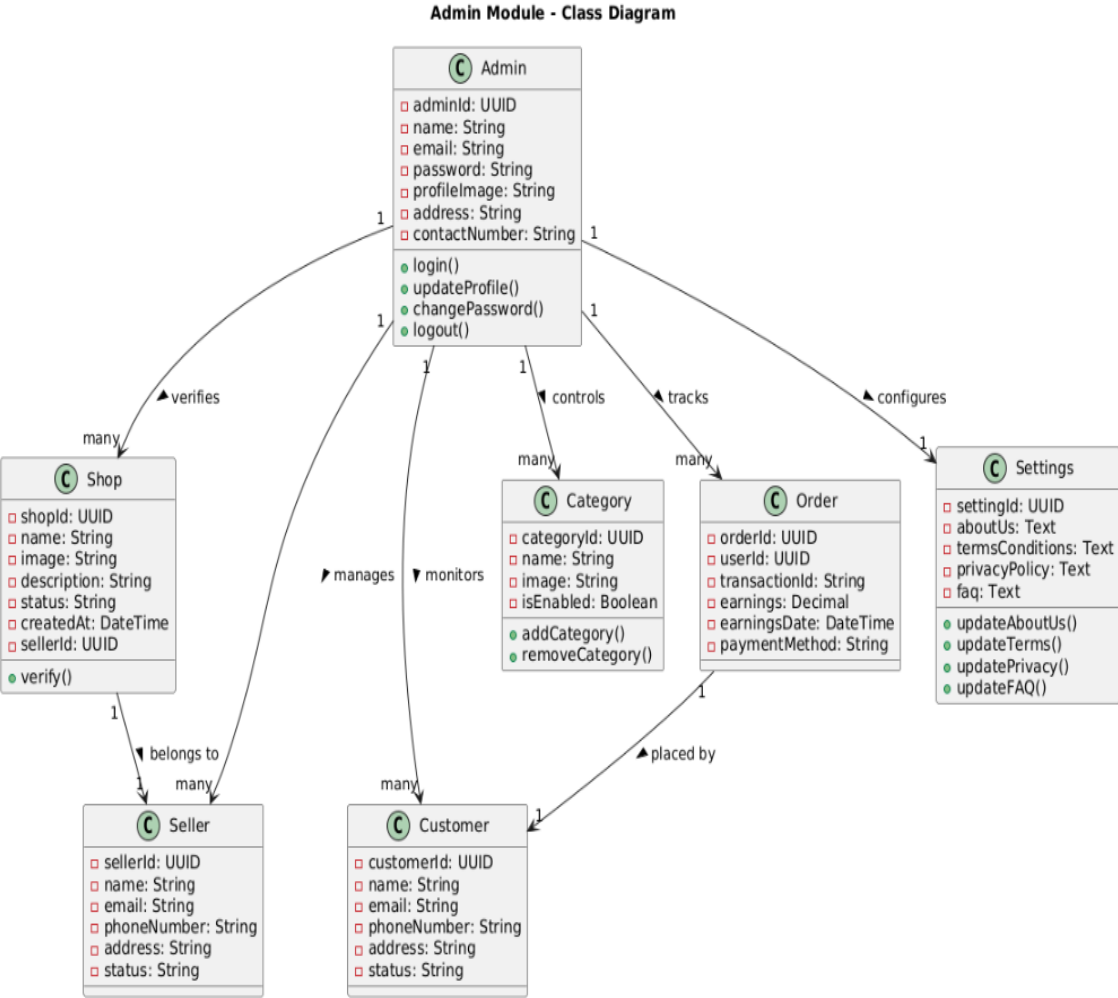 Admin Module - Class Diagram
C Admin
adminId: UUID
name: String
email: String
password: String
profileImage: String
address: String
contactNumber: String
login()
updateProfile()
changePassword()
logout()
1
1
1
1
1
1
verifies
many
manages
many
monitors
many
controls
many
tracks
many
configures
1
C Shop
shopId: UUID
name: String
image: String
description: String
status: String
createdAt: DateTime
sellerId: UUID
verify()
C Category
categoryId: UUID
name: String
image: String
isEnabled: Boolean
addCategory()
removeCategory()
C Order
orderId: UUID
userId: UUID
transactionId: String
earnings: Decimal
earningsDate: DateTime
paymentMethod: String
C Settings
settingId: UUID
aboutUs: Text
termsConditions: Text
privacyPolicy: Text
faq: Text
updateAboutUs()
updateTerms()
updatePrivacy()
updateFAQ()
1
belongs to
1
1
placed by
1
C Seller
sellerId: UUID
name: String
email: String
phoneNumber: String
address: String
status: String
C Customer
customerId: UUID
name: String
email: String
phoneNumber: String
address: String
status: String